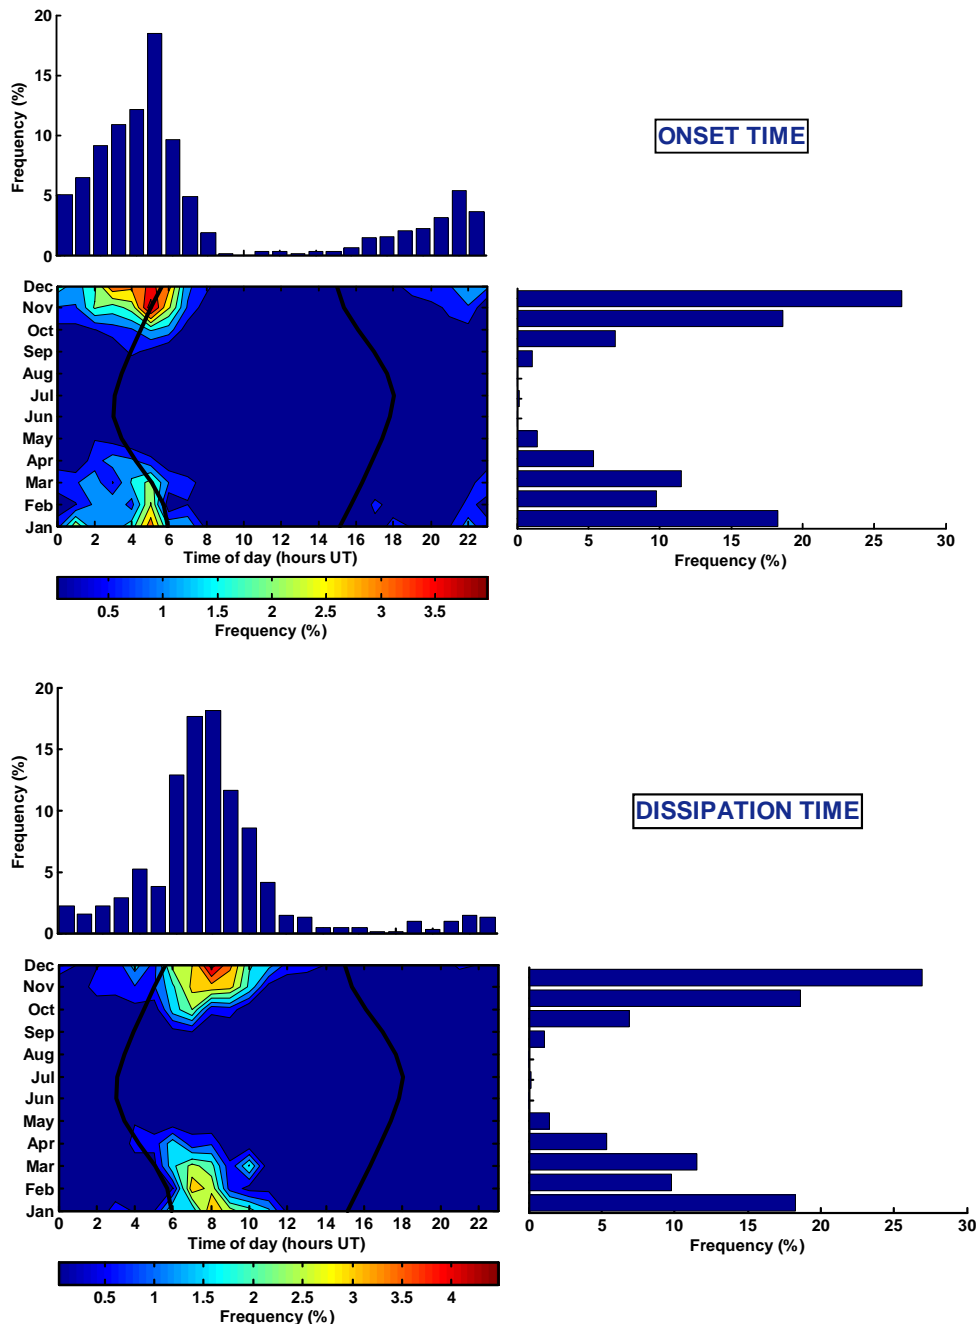 20
15
10
5
0
Frequency (%)
ONSET TIME
Dec
Nov
Oct
Sep
Aug
Jul
Jun
May
Apr
Mar
Feb
Jan
0 2 4 6 8 10 12 14 16 18 20 22
Time of day (hours UT)
0 5 10 15 20 25 30
Frequency (%)
0.5 1 1.5 2 2.5 3 3.5
Frequency (%)
20
15
10
5
0
Frequency (%)
DISSIPATION TIME
Dec
Nov
Oct
Sep
Aug
Jul
Jun
May
Apr
Mar
Feb
Jan
0 2 4 6 8 10 12 14 16 18 20 22
Time of day (hours UT)
0 5 10 15 20 25 30
Frequency (%)
0.5 1 1.5 2 2.5 3 3.5 4
Frequency (%)